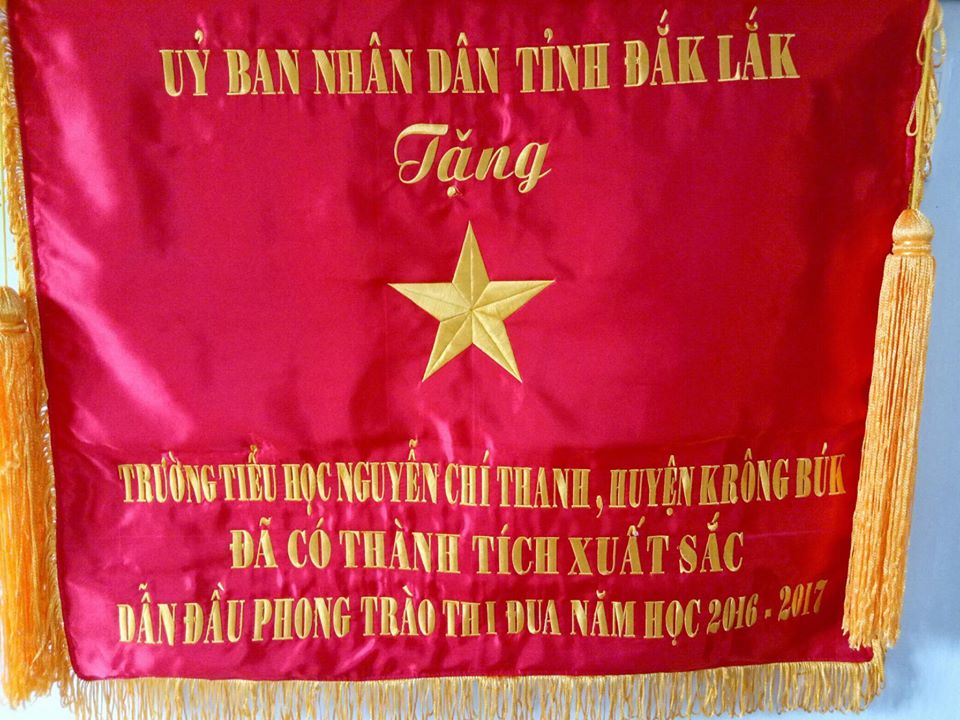 UỶ BAN NHÂN DÂN TỈNH ĐẮK LẮK
Tặng
TRƯỜNG TIỂU HỌC NGUYỄN CHÍ THANH, HUYỆN KRÔNG BÚK
ĐÃ CÓ THÀNH TÍCH XUẤT SẮC
DẪN ĐẦU PHONG TRÀO THI ĐUA NĂM HỌC 2016 - 2017